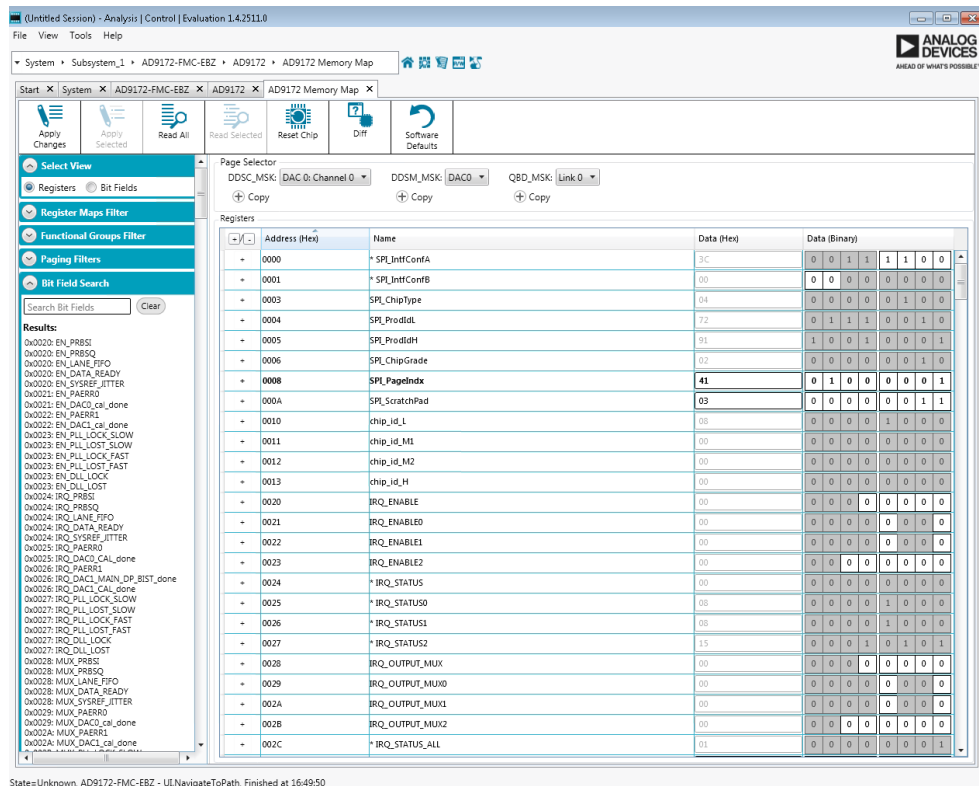 (Untitled Session) - Analysis | Control | Evaluation 1.4.2511.0
File View Tools Help
ANALOG DEVICES
AHEAD OF WHAT'S POSSIBLE™
System Subsystem_1 AD9172-FMC-EBZ AD9172 AD9172 Memory Map
Start X System X AD9172-FMC-EBZ X AD9172 X AD9172 Memory Map X
Apply Changes
Apply Selected
Read All
Read Selected
Reset Chip
Diff
Software Defaults
Select View
Registers Bit Fields
Register Maps Filter
Functional Groups Filter
Paging Filters
Bit Field Search
Search Bit Fields Clear
Results:
0x0020: EN_PRBSI
0x0020: EN_PRBSQ
0x0020: EN_LANE_FIFO
0x0020: EN_DATA_READY
0x0020: EN_SYSREF_JITTER
0x0021: EN_PAERR0
0x0021: EN_DAC0_cal_done
0x0022: EN_PAERR1
0x0022: EN_DAC1_cal_done
0x0023: EN_PLL_LOCK_SLOW
0x0023: EN_PLL_LOST_SLOW
0x0023: EN_PLL_LOCK_FAST
0x0023: EN_PLL_LOST_FAST
0x0023: EN_DLL_LOCK
0x0023: EN_DLL_LOST
0x0024: IRQ_PRBSI
0x0024: IRQ_PRBSQ
0x0024: IRQ_LANE_FIFO
0x0024: IRQ_DATA_READY
0x0024: IRQ_SYSREF_JITTER
0x0025: IRQ_PAERR0
0x0025: IRQ_DAC0_CAL_done
0x0026: IRQ_PAERR1
0x0026: IRQ_DAC1_MAIN_DP_BIST_done
0x0026: IRQ_DAC1_CAL_done
0x0027: IRQ_PLL_LOCK_SLOW
0x0027: IRQ_PLL_LOST_SLOW
0x0027: IRQ_PLL_LOCK_FAST
0x0027: IRQ_PLL_LOST_FAST
0x0027: IRQ_DLL_LOCK
0x0027: IRQ_DLL_LOST
0x0028: MUX_PRBSI
0x0028: MUX_PRBSQ
0x0028: MUX_LANE_FIFO
0x0028: MUX_DATA_READY
0x0028: MUX_SYSREF_JITTER
0x0029: MUX_PAERR0
0x0029: MUX_DAC0_cal_done
0x002A: MUX_PAERR1
0x002A: MUX_DAC1_cal_done
Page Selector
DDSC_MSK: DAC 0: Channel 0 DDSM_MSK: DAC0 QBD_MSK: Link 0
Copy Copy Copy
Registers
+/- Address (Hex) Name Data (Hex) Data (Binary)
+ 0000 * SPI_IntfConfA 3C 0 0 1 1 1 1 0 0
+ 0001 * SPI_IntfConfB 00 0 0 0 0 0 0 0 0
+ 0003 SPI_ChipType 04 0 0 0 0 0 1 0 0
+ 0004 SPI_ProdIdL 72 0 1 1 1 0 0 1 0
+ 0005 SPI_ProdIdH 91 1 0 0 1 0 0 0 1
+ 0006 SPI_ChipGrade 02 0 0 0 0 0 0 1 0
+ 0008 SPI_PageIndx 41 0 1 0 0 0 0 0 1
+ 000A SPI_ScratchPad 03 0 0 0 0 0 0 1 1
+ 0010 chip_id_L 08 0 0 0 0 1 0 0 0
+ 0011 chip_id_M1 00 0 0 0 0 0 0 0 0
+ 0012 chip_id_M2 00 0 0 0 0 0 0 0 0
+ 0013 chip_id_H 00 0 0 0 0 0 0 0 0
+ 0020 IRQ_ENABLE 00 0 0 0 0 0 0 0 0
+ 0021 IRQ_ENABLE0 00 0 0 0 0 0 0 0 0
+ 0022 IRQ_ENABLE1 00 0 0 0 0 0 0 0 0
+ 0023 IRQ_ENABLE2 00 0 0 0 0 0 0 0 0
+ 0024 * IRQ_STATUS 00 0 0 0 0 0 0 0 0
+ 0025 * IRQ_STATUS0 08 0 0 0 0 1 0 0 0
+ 0026 * IRQ_STATUS1 08 0 0 0 0 1 0 0 0
+ 0027 * IRQ_STATUS2 15 0 0 0 1 0 1 0 1
+ 0028 IRQ_OUTPUT_MUX 00 0 0 0 0 0 0 0 0
+ 0029 IRQ_OUTPUT_MUX0 00 0 0 0 0 0 0 0 0
+ 002A IRQ_OUTPUT_MUX1 00 0 0 0 0 0 0 0 0
+ 002B IRQ_OUTPUT_MUX2 00 0 0 0 0 0 0 0 0
+ 002C * IRQ_STATUS_ALL 01 0 0 0 0 0 0 0 1
State=Unknown, AD9172-FMC-EBZ - UI.NavigateToPath, Finished at 16:49:50